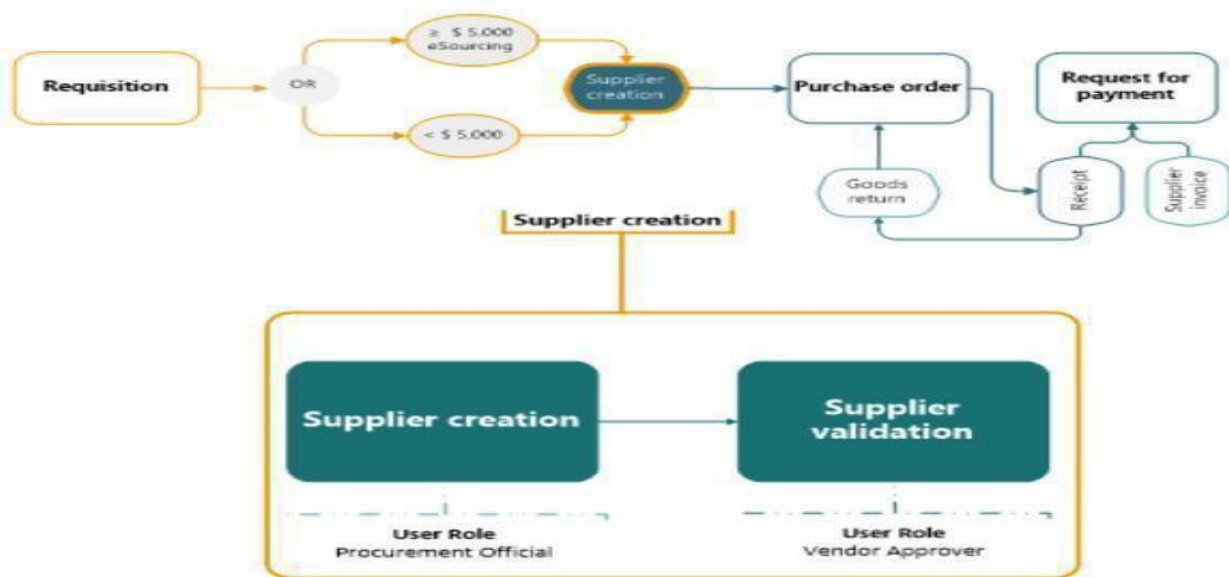 ≥ $ 5.000
eSourcing
Requisition
OR
Supplier
creation
Purchase order
Request for
payment
< $ 5.000
Goods
return
Receipt
Supplier
invoice
Supplier creation
Supplier creation
Supplier
validation
User Role
Procurement Official
User Role
Vendor Approver